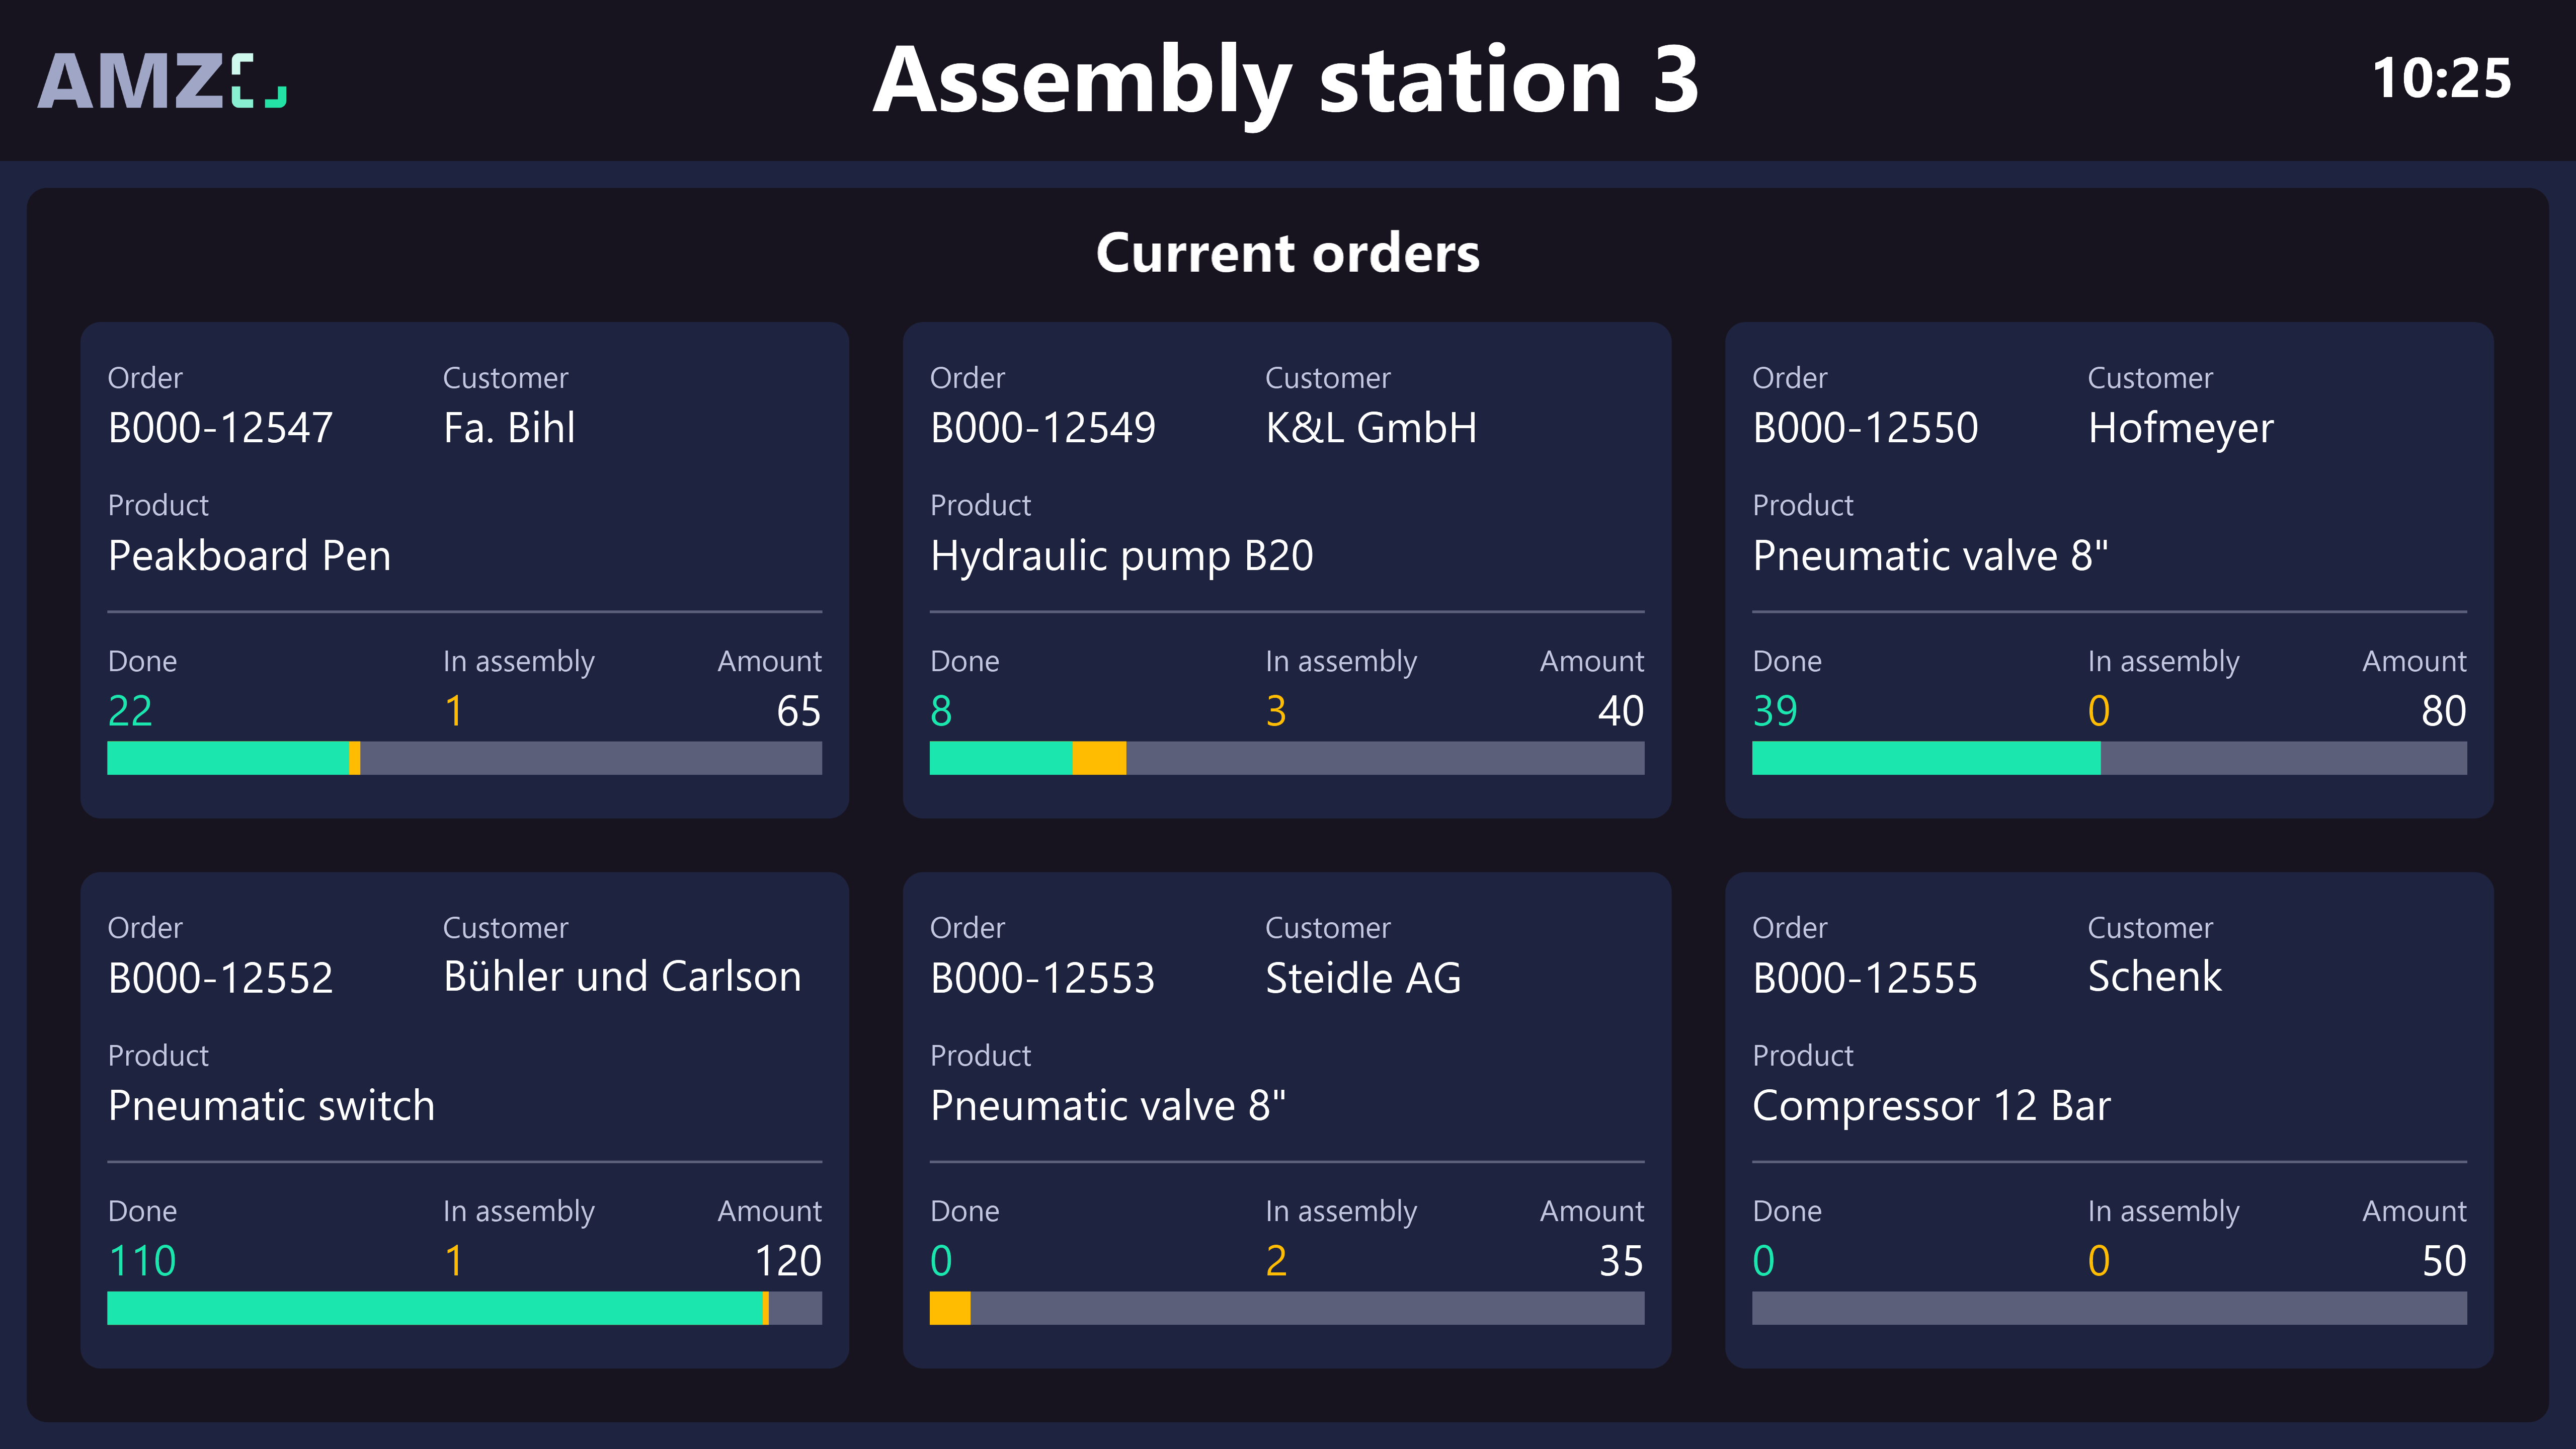 AMZ
Assembly station 3
10:25
Current orders
Order Customer
B000-12547 Fa. Bihl
Product
Peakboard Pen
Done In assembly Amount
22 1 65
Order Customer
B000-12549 K&L GmbH
Product
Hydraulic pump B20
Done In assembly Amount
8 3 40
Order Customer
B000-12550 Hofmeyer
Product
Pneumatic valve 8"
Done In assembly Amount
39 0 80
Order Customer
B000-12552 Bühler und Carlson
Product
Pneumatic switch
Done In assembly Amount
110 1 120
Order Customer
B000-12553 Steidle AG
Product
Pneumatic valve 8"
Done In assembly Amount
0 2 35
Order Customer
B000-12555 Schenk
Product
Compressor 12 Bar
Done In assembly Amount
0 0 50